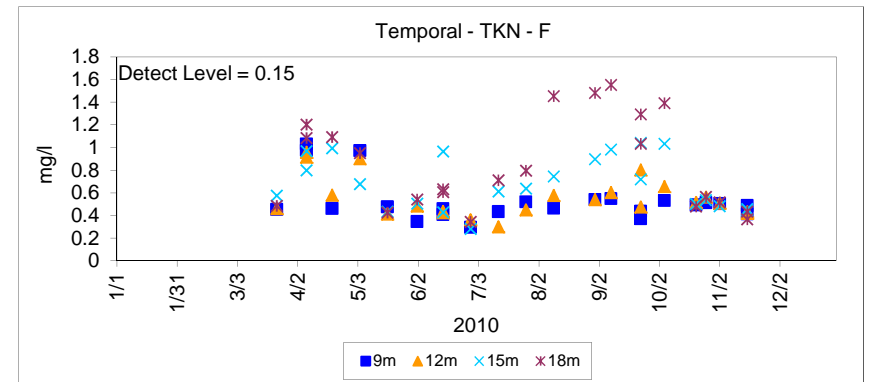 Temporal - TKN - F
Detect Level = 0.15
mg/l
1.8
1.6
1.4
1.2
1
0.8
0.6
0.4
0.2
0
1/1 1/31 3/3 4/2 5/3 6/2 7/3 8/2 9/2 10/2 11/2 12/2
2010
9m 12m 15m 18m